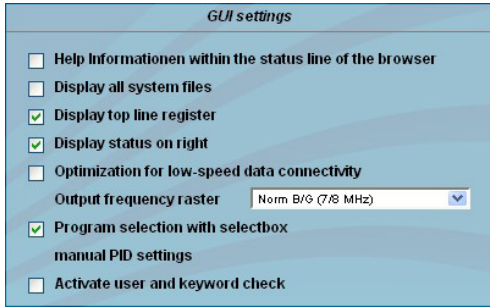 GUI settings
Help Informationen within the status line of the browser
Display all system files
Display top line register
Display status on right
Optimization for low-speed data connectivity
Output frequency raster Norm B/G (7/8 MHz)
Program selection with selectbox
manual PID settings
Activate user and keyword check